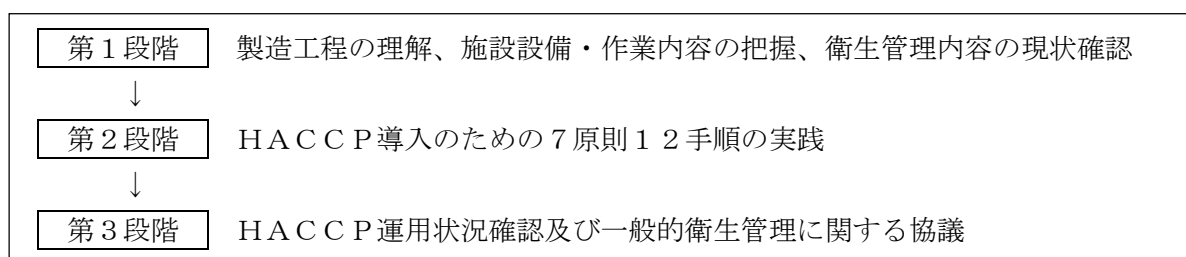 第１段階　製造工程の理解、施設設備・作業内容の把握、衛生管理内容の現状確認
↓
第２段階　ＨＡＣＣＰ導入のための７原則１２手順の実践
↓
第３段階　ＨＡＣＣＰ運用状況確認及び一般的衛生管理に関する協議